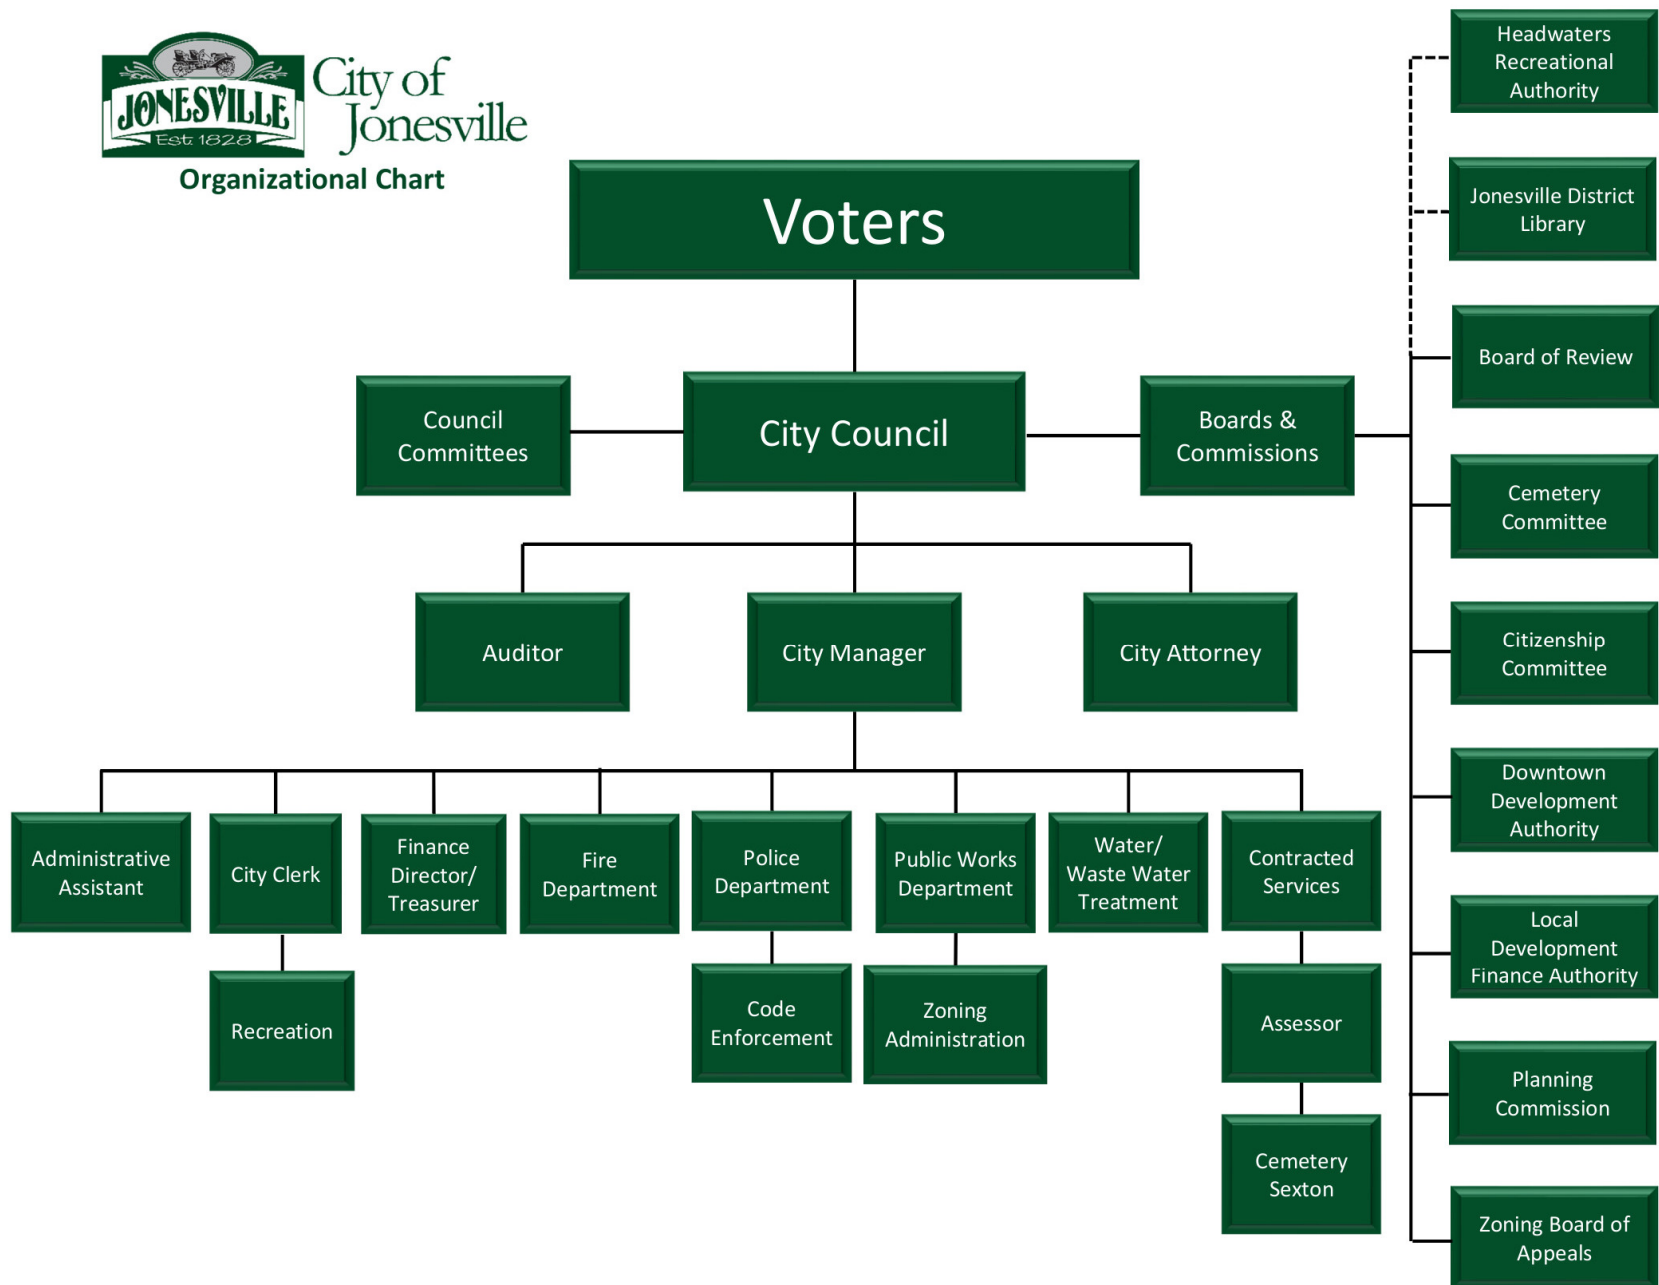 JONESVILLE
Est. 1828
City of
Jonesville
Organizational Chart
Voters
Council
Committees
City Council
Boards &
Commissions
Auditor
City Manager
City Attorney
Administrative
Assistant
City Clerk
Finance
Director/
Treasurer
Fire
Department
Police
Department
Public Works
Department
Water/
Waste Water
Treatment
Contracted
Services
Recreation
Code
Enforcement
Zoning
Administration
Assessor
Cemetery
Sexton
Headwaters
Recreational
Authority
Jonesville District
Library
Board of Review
Cemetery
Committee
Citizenship
Committee
Downtown
Development
Authority
Local
Development
Finance Authority
Planning
Commission
Zoning Board of
Appeals